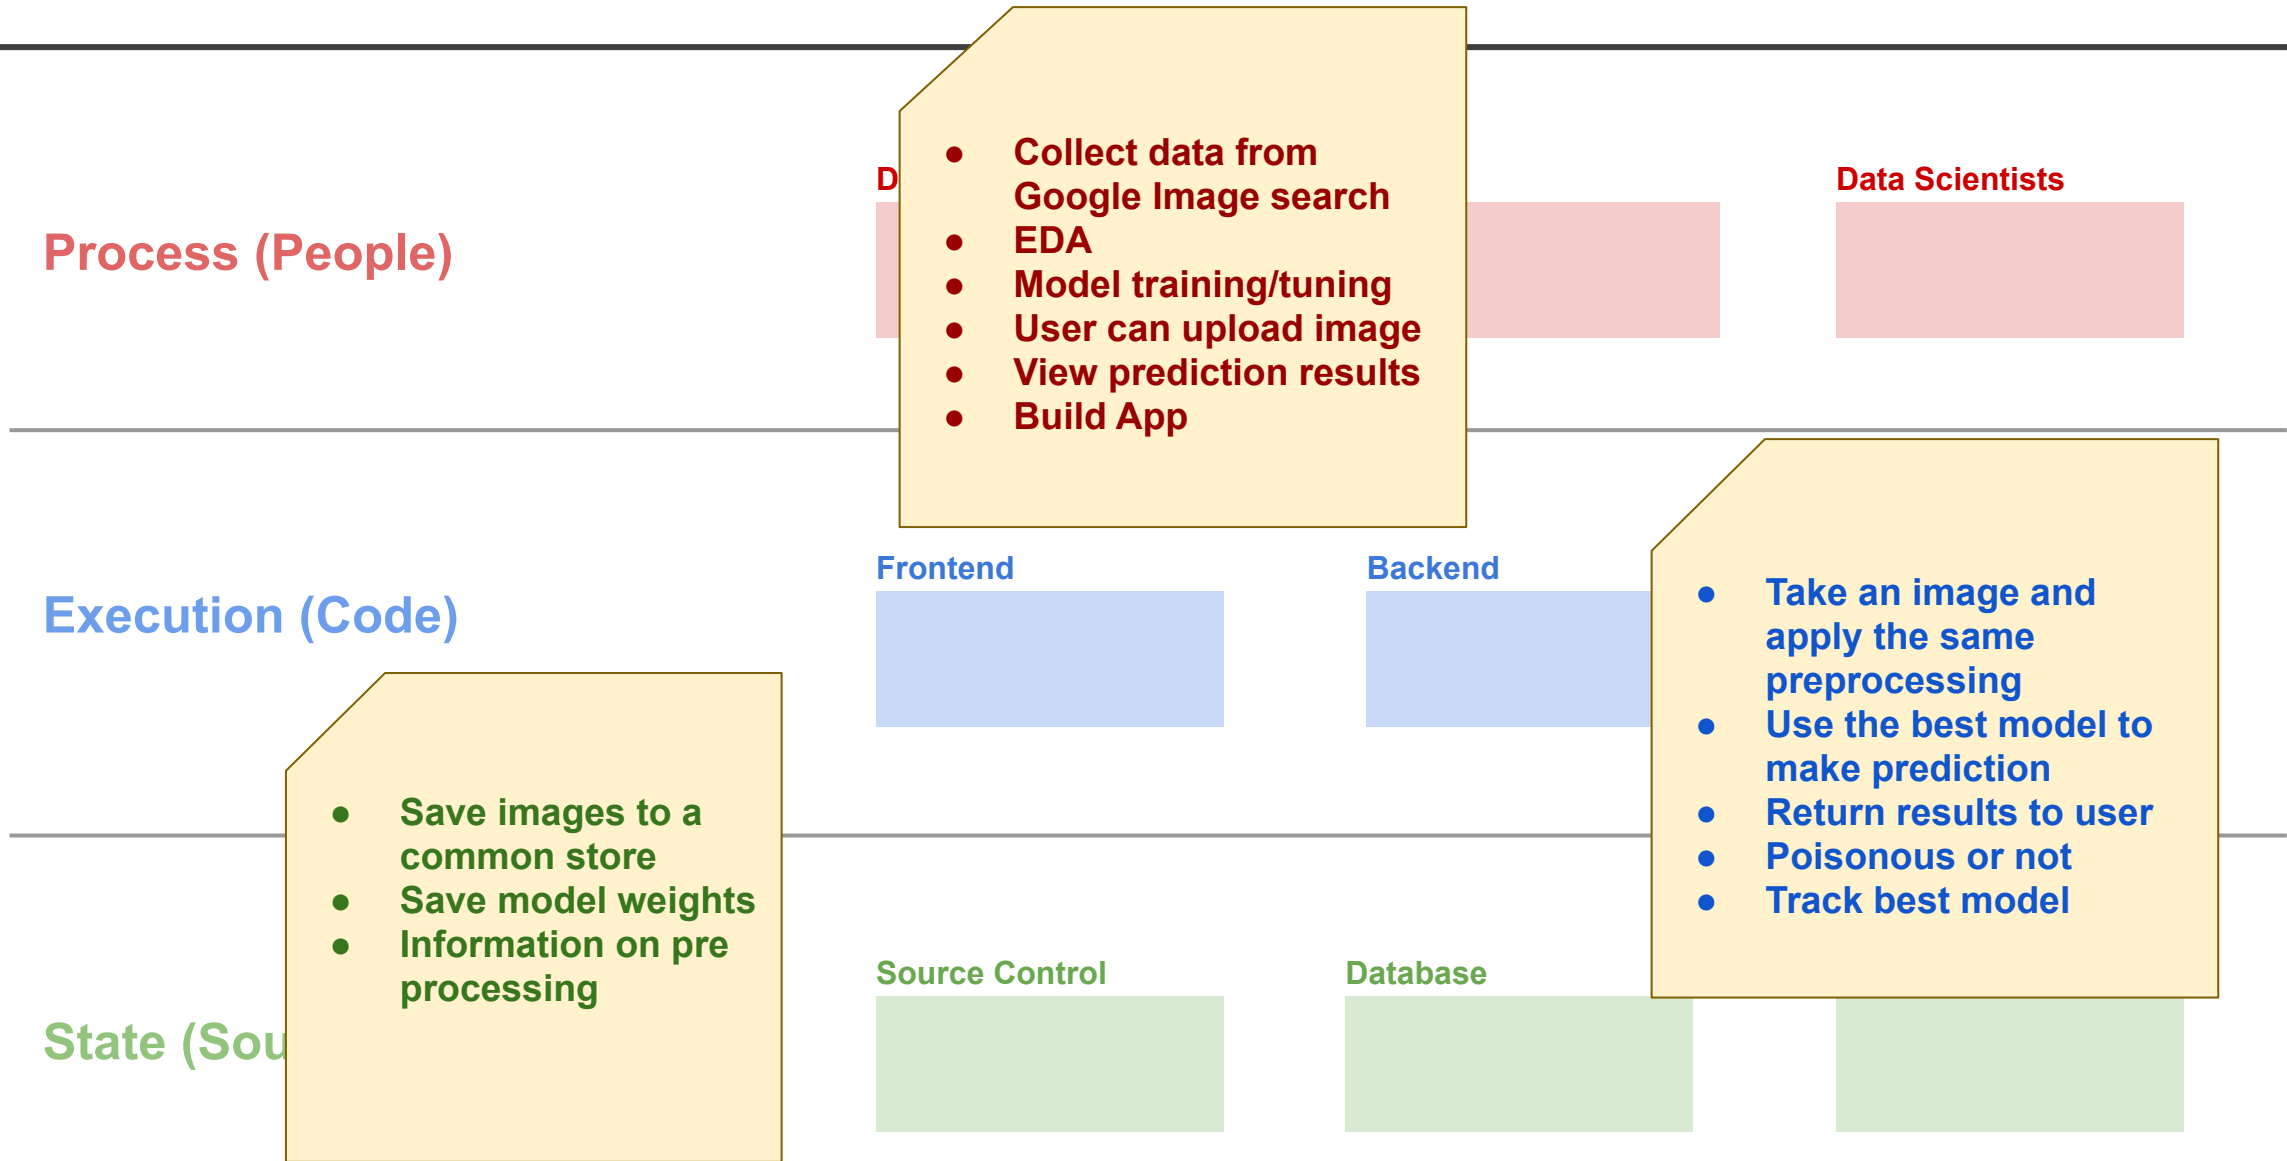 Process (People)
D
● Collect data from
Google Image search
● EDA
● Model training/tuning
● User can upload image
● View prediction results
● Build App
Data Scientists
Execution (Code)
Frontend
Backend
● Take an image and
apply the same
preprocessing
● Use the best model to
make prediction
● Return results to user
● Poisonous or not
● Track best model
● Save images to a
common store
● Save model weights
● Information on pre
processing
State (Sou
Source Control
Database